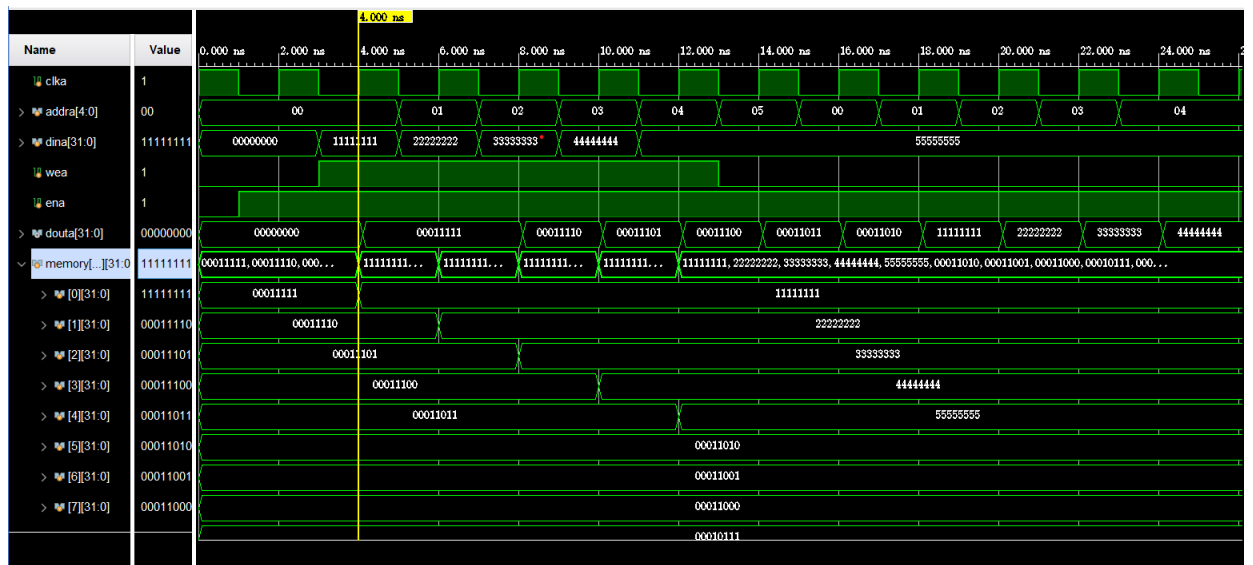 4.000 ns
Name Value 0.000 ns 2.000 ns 4.000 ns 6.000 ns 8.000 ns 10.000 ns 12.000 ns 14.000 ns 16.000 ns 18.000 ns 20.000 ns 22.000 ns 24.000 ns
clka 1
addra[4:0] 00 00 01 02 03 04 05 00 01 02 03 04
dina[31:0] 11111111 00000000 11111111 22222222 33333333* 44444444 55555555
wea 1
ena 1
douta[31:0] 00000000 00000000 00011111 00011110 00011101 00011100 00011011 00011010 11111111 22222222 33333333 44444444
memory[...][31:0 11111111 00011111, 00011110, 000... 11111111... 11111111... 11111111... 11111111... 11111111, 22222222, 33333333, 44444444, 55555555, 00011010, 00011001, 00011000, 00010111, 000...
[0][31:0] 11111111 00011111 11111111
[1][31:0] 00011110 00011110 22222222
[2][31:0] 00011101 00011101 33333333
[3][31:0] 00011100 00011100 44444444
[4][31:0] 00011011 00011011 55555555
[5][31:0] 00011010 00011010
[6][31:0] 00011001 00011001
[7][31:0] 00011000 00011000
00010111